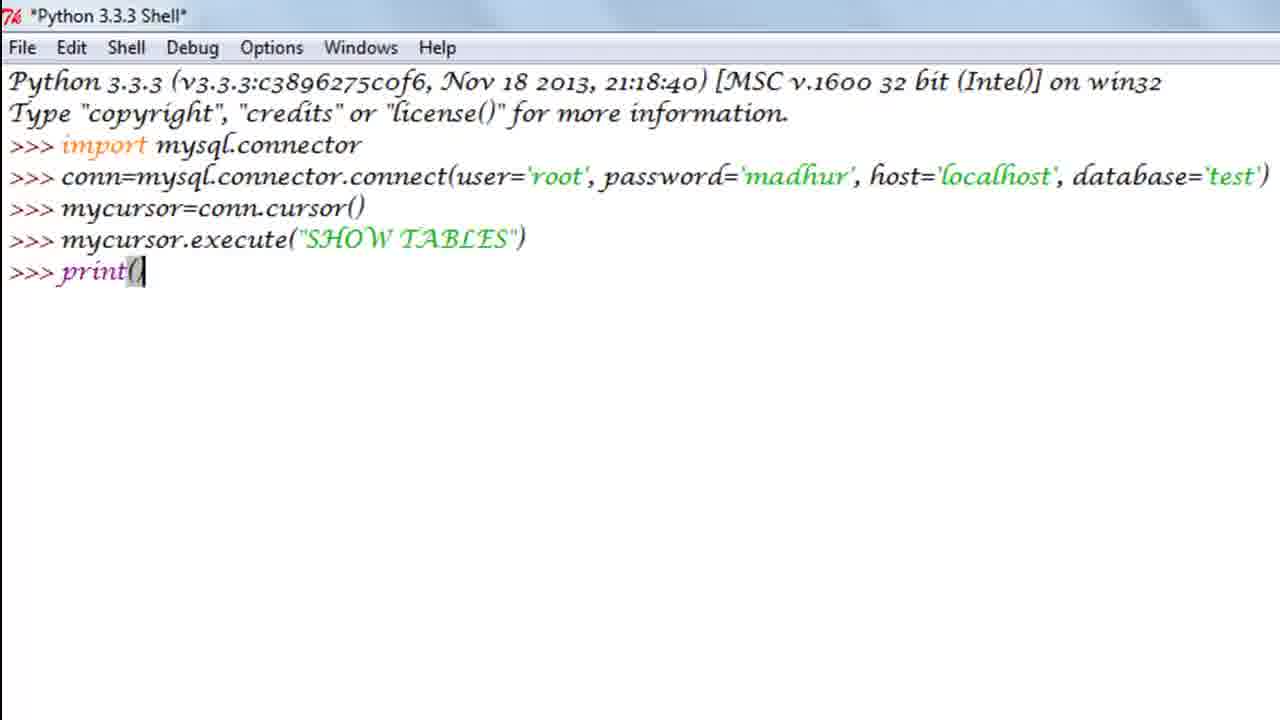 *Python 3.3.3 Shell*
File Edit Shell Debug Options Windows Help
Python 3.3.3 (v3.3.3:c3896275c0f6, Nov 18 2013, 21:18:40) [MSC v.1600 32 bit (Intel)] on win32
Type "copyright", "credits" or "license()" for more information.
>>> import mysql.connector
>>> conn=mysql.connector.connect(user='root', password='madhur', host='localhost', database='test')
>>> mycursor=conn.cursor()
>>> mycursor.execute("SHOW TABLES")
>>> print()